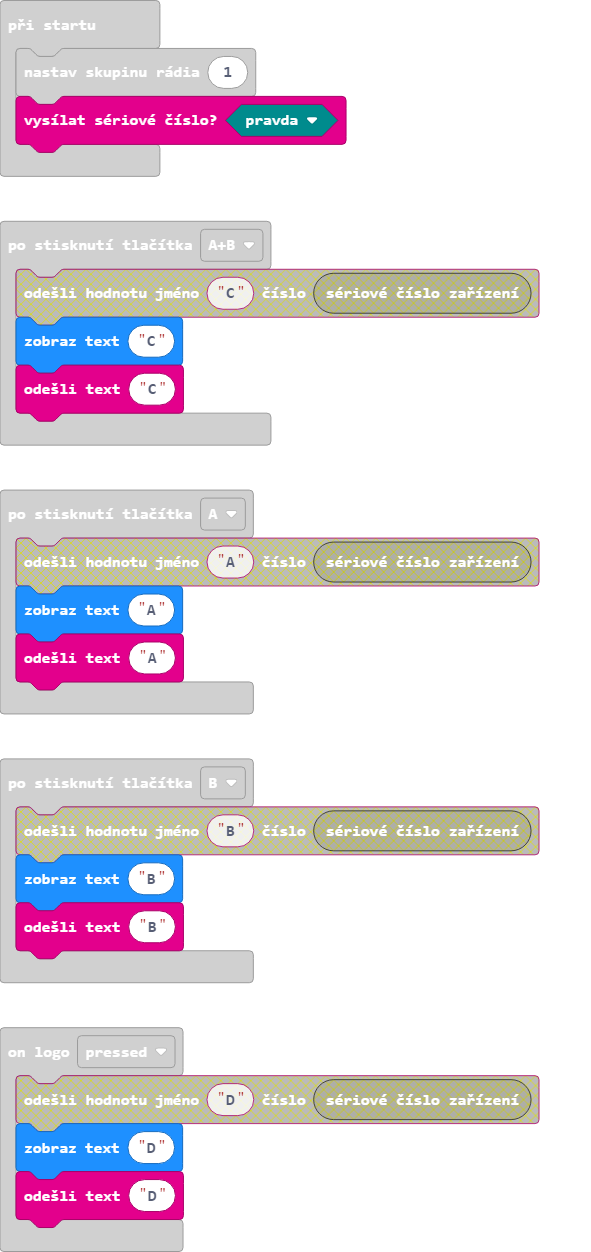 při startu
nastav skupinu rádia 1
vysílat sériové číslo? pravda
po stisknutí tlačítka A+B
odešli hodnotu jméno "C" číslo sériové číslo zařízení
zobraz text "C"
odešli text "C"
po stisknutí tlačítka A
odešli hodnotu jméno "A" číslo sériové číslo zařízení
zobraz text "A"
odešli text "A"
po stisknutí tlačítka B
odešli hodnotu jméno "B" číslo sériové číslo zařízení
zobraz text "B"
odešli text "B"
on logo pressed
odešli hodnotu jméno "D" číslo sériové číslo zařízení
zobraz text "D"
odešli text "D"